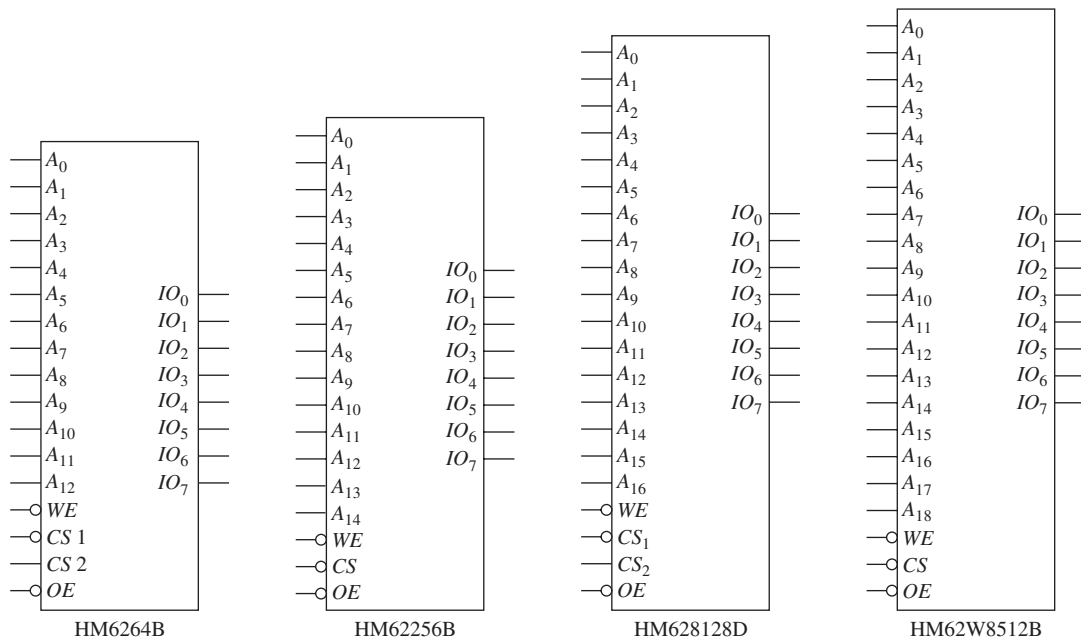 A0
A1
A2
A3
A4
A5
A6
A7
A8
A9
A10
A11
A12
WE
CS 1
CS 2
OE
IO0
IO1
IO2
IO3
IO4
IO5
IO6
IO7
HM6264B
A0
A1
A2
A3
A4
A5
A6
A7
A8
A9
A10
A11
A12
A13
A14
WE
CS
OE
IO0
IO1
IO2
IO3
IO4
IO5
IO6
IO7
HM62256B
A0
A1
A2
A3
A4
A5
A6
A7
A8
A9
A10
A11
A12
A13
A14
A15
A16
WE
CS1
CS2
OE
IO0
IO1
IO2
IO3
IO4
IO5
IO6
IO7
HM628128D
A0
A1
A2
A3
A4
A5
A6
A7
A8
A9
A10
A11
A12
A13
A14
A15
A16
A17
A18
WE
CS
OE
IO0
IO1
IO2
IO3
IO4
IO5
IO6
IO7
HM62W8512B